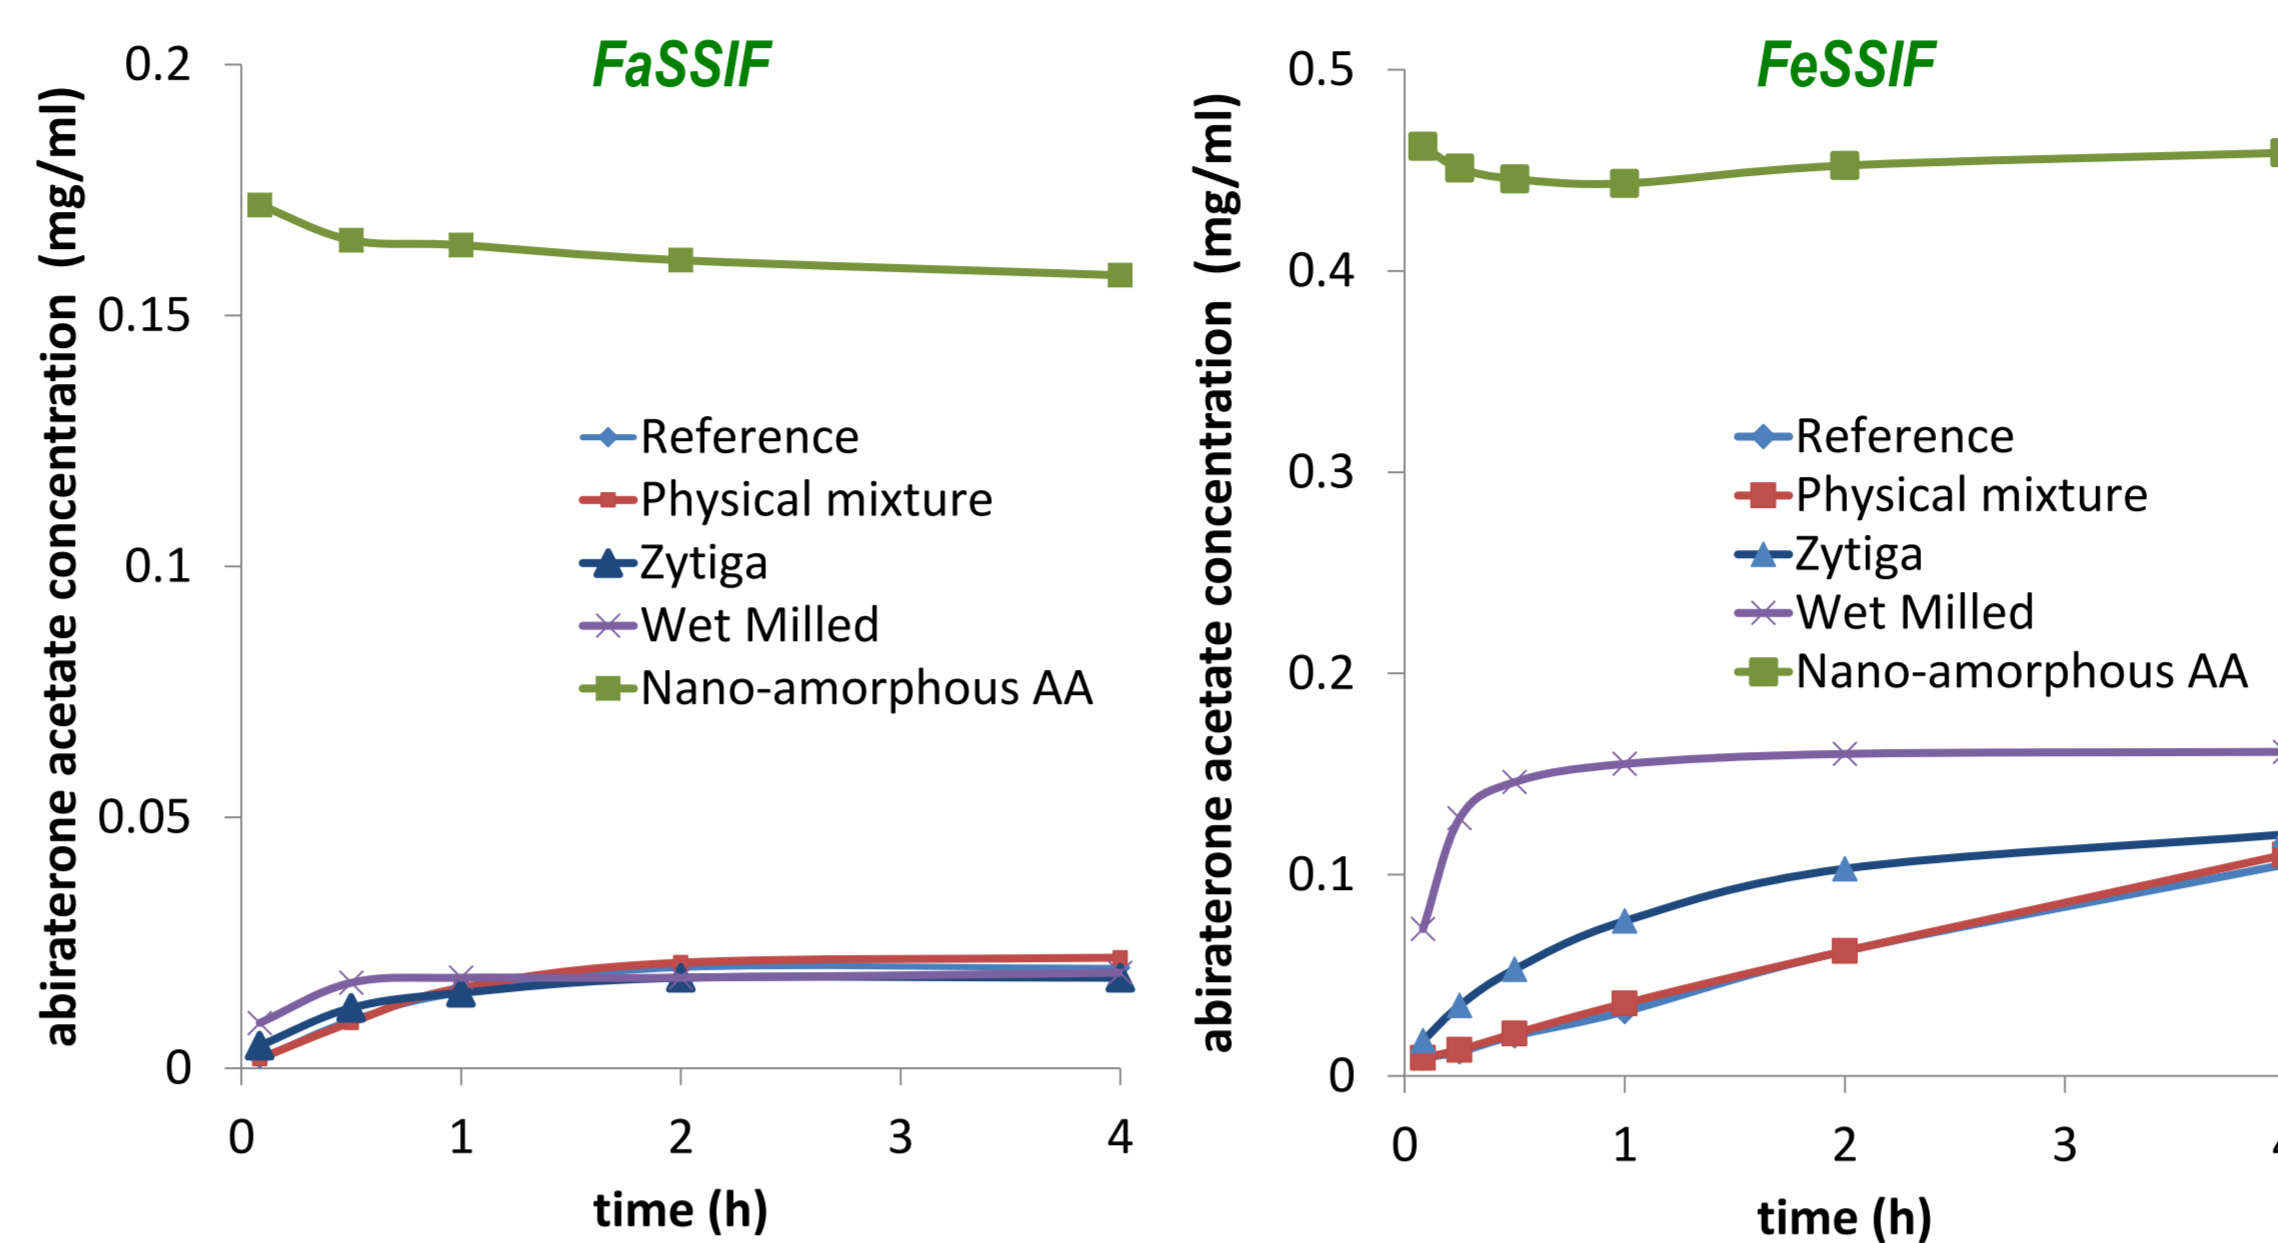 FaSSIF
abiraterone acetate concentration (mg/ml)
0.2
0.15
0.1
0.05
0
Reference
Physical mixture
Zytiga
Wet Milled
Nano-amorphous AA
0 1 2 3 4
time (h)
FeSSIF
abiraterone acetate concentration (mg/ml)
0.5
0.4
0.3
0.2
0.1
0
Reference
Physical mixture
Zytiga
Wet Milled
Nano-amorphous AA
0 1 2 3 4
time (h)